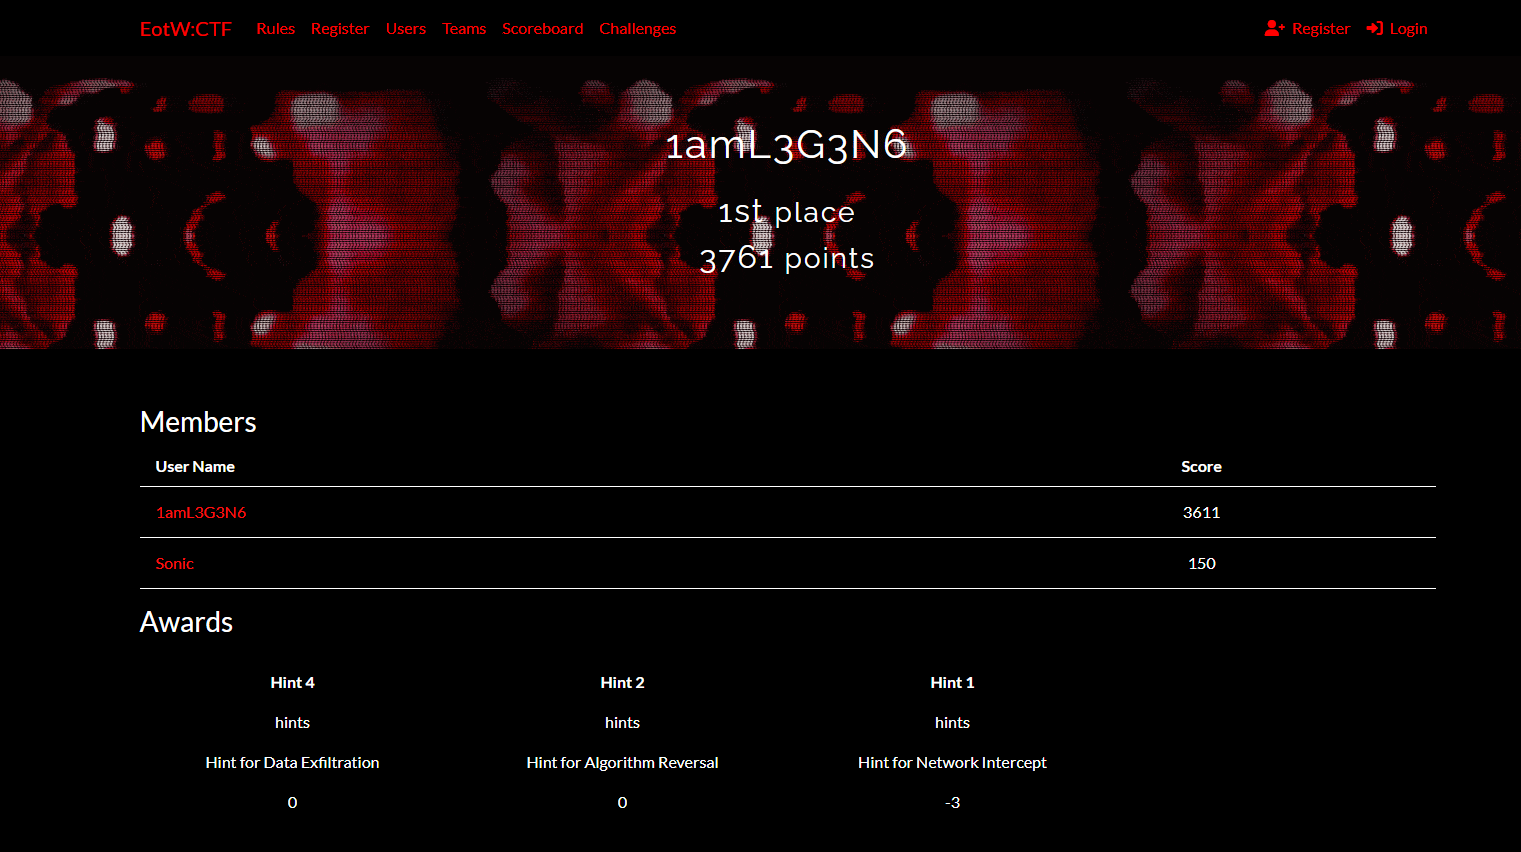 EotW:CTF Rules Register Users Teams Scoreboard Challenges Register Login
1amL3G3N6
1st place
3761 points
Members
User Name Score
1amL3G3N6 3611
Sonic 150
Awards
Hint 4 Hint 2 Hint 1
hints hints hints
Hint for Data Exfiltration Hint for Algorithm Reversal Hint for Network Intercept
0 0 -3